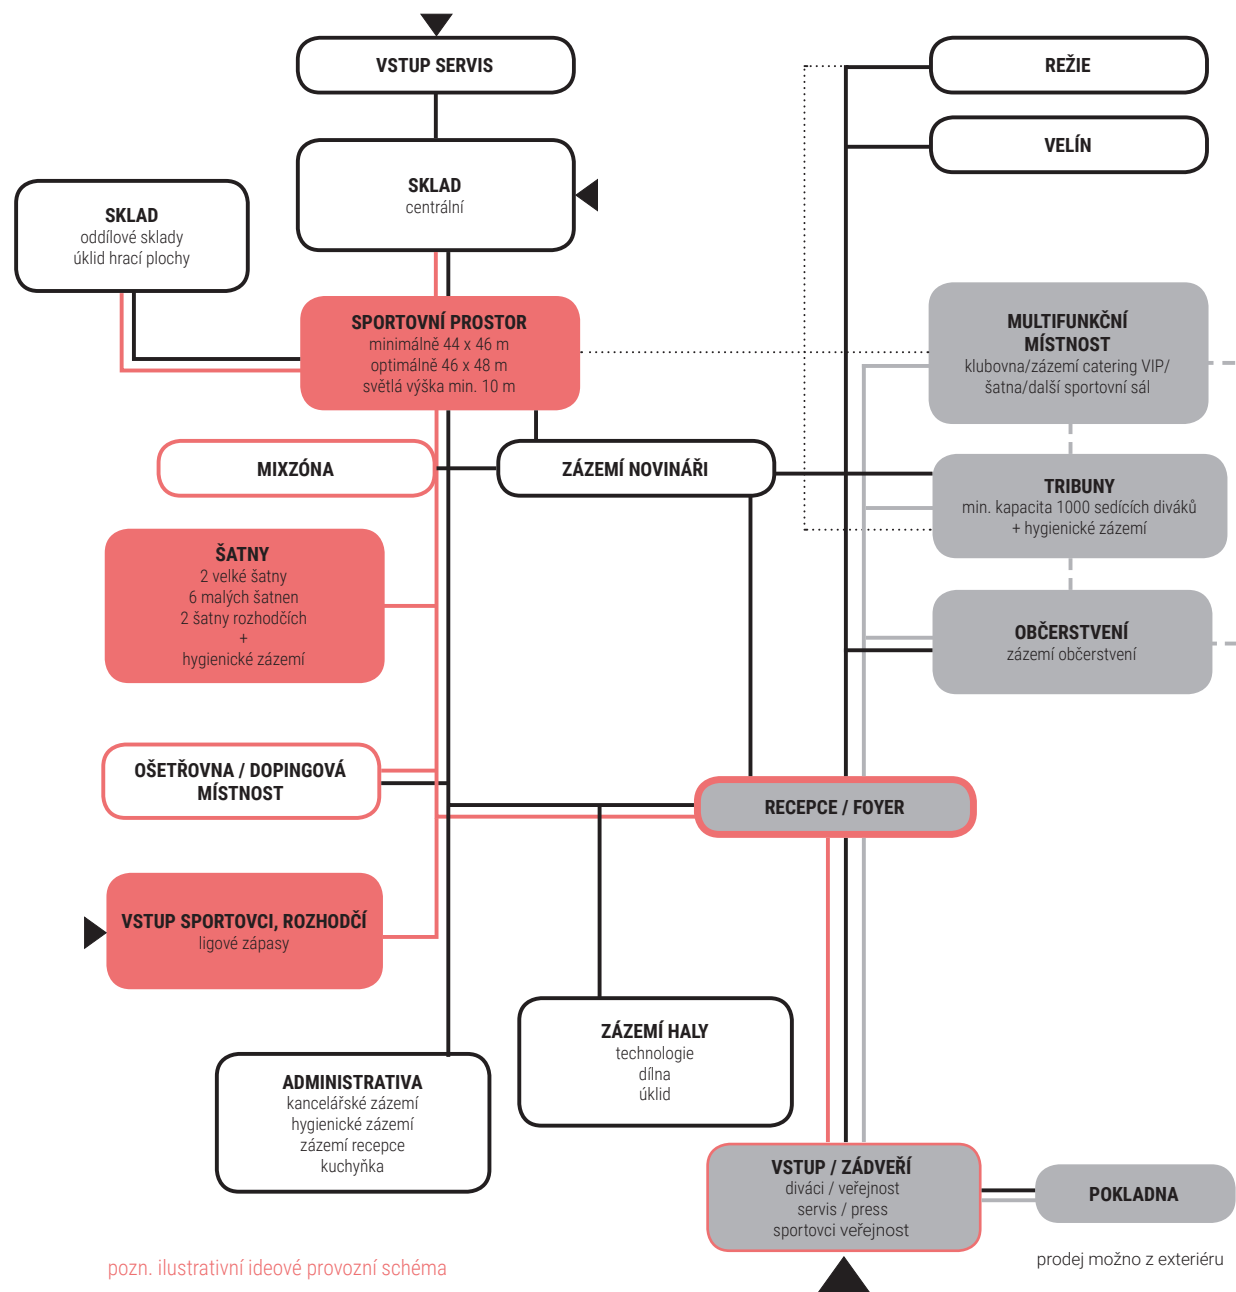 VSTUP SERVIS
REŽIE
VELÍN
SKLAD
centrální
SKLAD
oddílové sklady
úklid hrací plochy
SPORTOVNÍ PROSTOR
minimálně 44 x 46 m
optimálně 46 x 48 m
světlá výška min. 10 m
MULTIFUNKČNÍ
MÍSTNOST
klubovna/zázemí catering VIP/
šatna/další sportovní sál
MIXZÓNA
ZÁZEMÍ NOVINÁŘI
TRIBUNY
min. kapacita 1000 sedících diváků
+ hygienické zázemí
ŠATNY
2 velké šatny
6 malých šatnen
2 šatny rozhodčích
+
hygienické zázemí
OBČERSTVENÍ
zázemí občerstvení
OŠETŘOVNA / DOPINGOVÁ
MÍSTNOST
RECEPCE / FOYER
VSTUP SPORTOVCI, ROZHODČÍ
ligové zápasy
ZÁZEMÍ HALY
technologie
dílna
úklid
ADMINISTRATIVA
kancelářské zázemí
hygienické zázemí
zázemí recepce
kuchyňka
VSTUP / ZÁDVEŘÍ
diváci / veřejnost
servis / press
sportovci veřejnost
POKLADNA
prodej možno z exteriéru
pozn. ilustrativní ideové provozní schéma